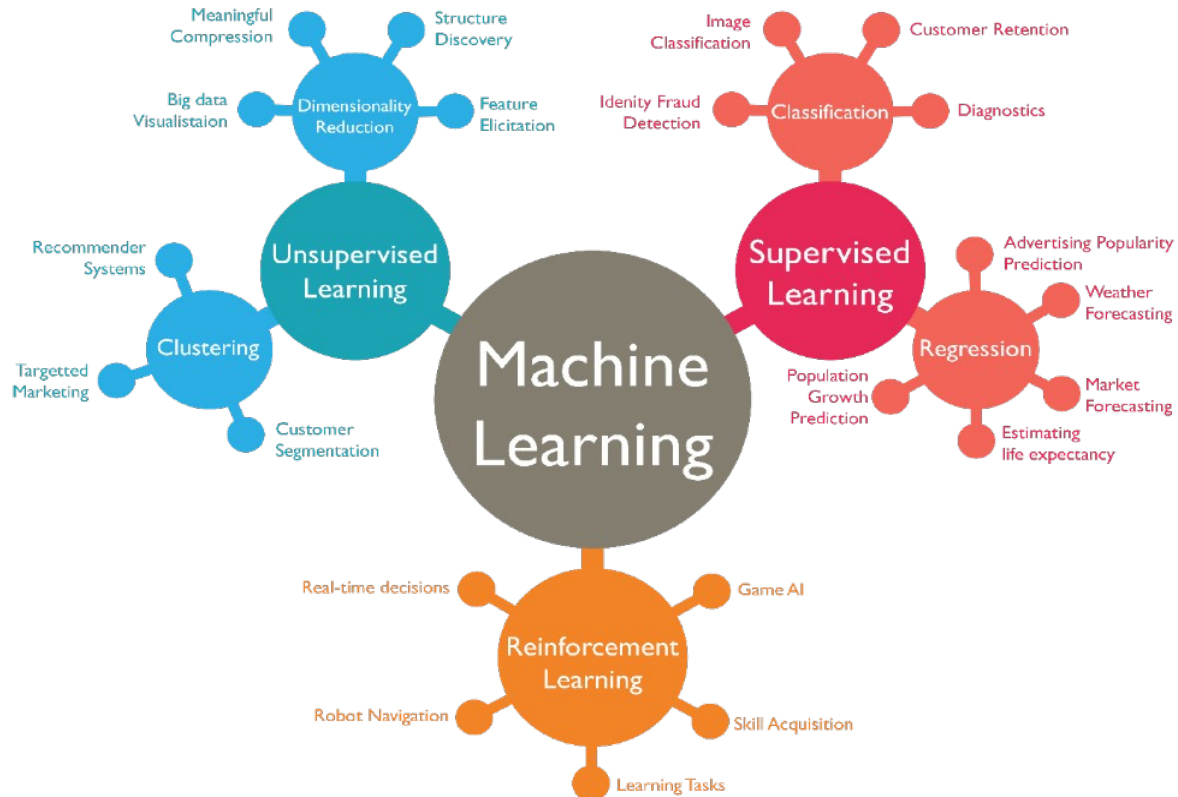 Meaningful
Compression
Structure
Discovery
Big data
Visualistaion
Dimensionality
Reduction
Feature
Elicitation
Image
Classification
Customer Retention
Idenity Fraud
Detection
Classification
Diagnostics
Recommender
Systems
Unsupervised
Learning
Clustering
Targetted
Marketing
Customer
Segmentation
Machine
Learning
Supervised
Learning
Advertising Popularity
Prediction
Weather
Forecasting
Regression
Population
Growth
Prediction
Market
Forecasting
Estimating
life expectancy
Real-time decisions
Game AI
Reinforcement
Learning
Robot Navigation
Skill Acquisition
Learning Tasks